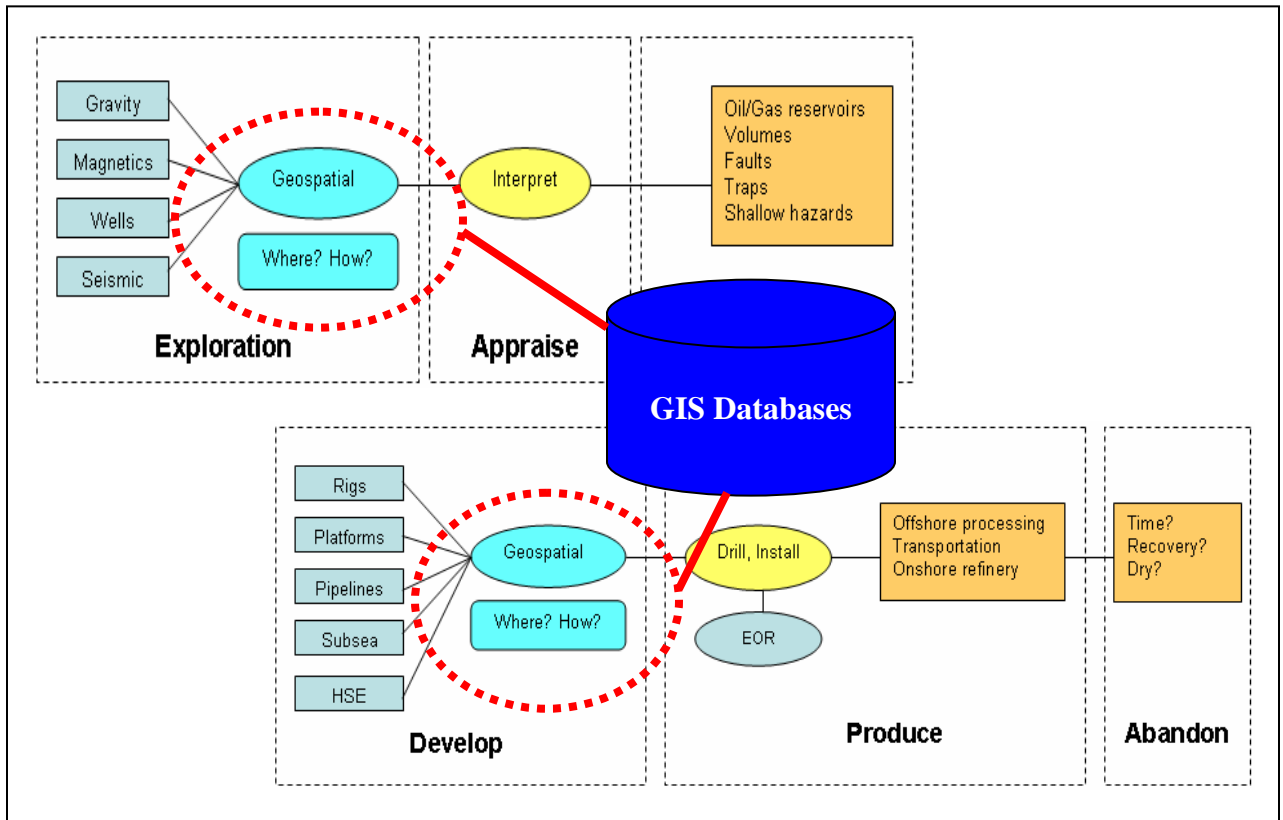 Gravity
Magnetics
Wells
Seismic
Geospatial
Where? How?
Exploration
Interpret
Appraise
Oil/Gas reservoirs
Volumes
Faults
Traps
Shallow hazards
GIS Databases
Rigs
Platforms
Pipelines
Subsea
HSE
Geospatial
Where? How?
Develop
Drill, Install
EOR
Offshore processing
Transportation
Onshore refinery
Produce
Time?
Recovery?
Dry?
Abandon